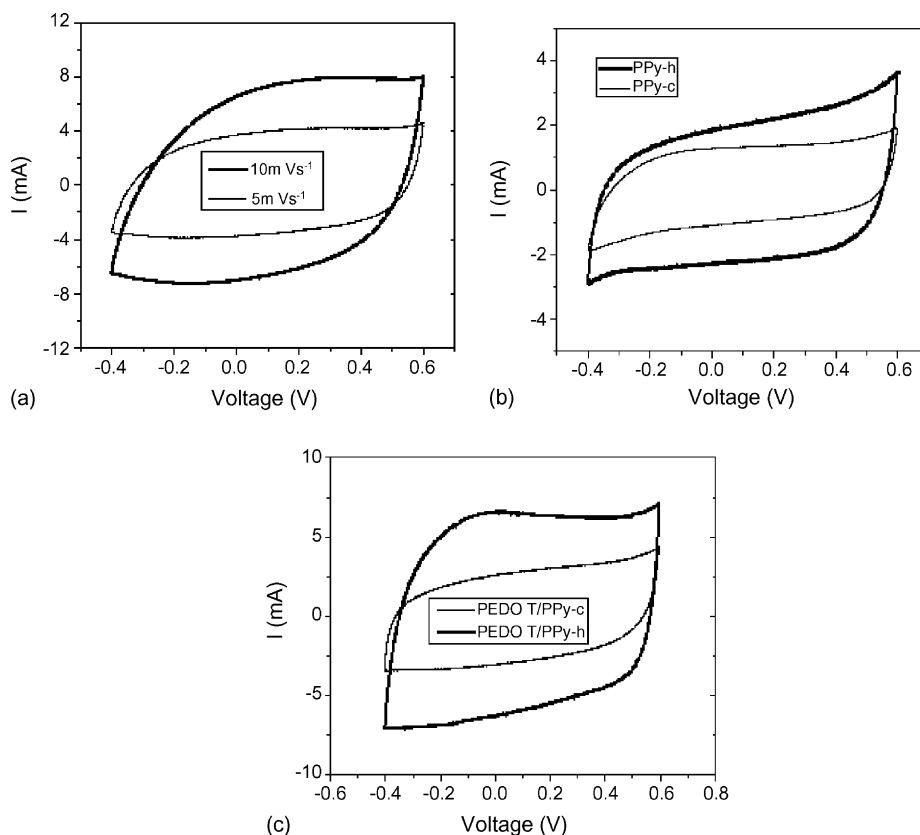 12
8
4
0
-4
-8
-12
I (mA)
10m Vs⁻¹
5m Vs⁻¹
-0.4 -0.2 0.0 0.2 0.4 0.6
Voltage (V)
(a)
4
2
0
-2
-4
I (mA)
PPy-h
PPy-c
-0.4 -0.2 0.0 0.2 0.4 0.6
Voltage (V)
(b)
10
5
0
-5
-10
I (mA)
PEDO T/PPy-c
PEDO T/PPy-h
-0.6 -0.4 -0.2 0.0 0.2 0.4 0.6 0.8
Voltage (V)
(c)